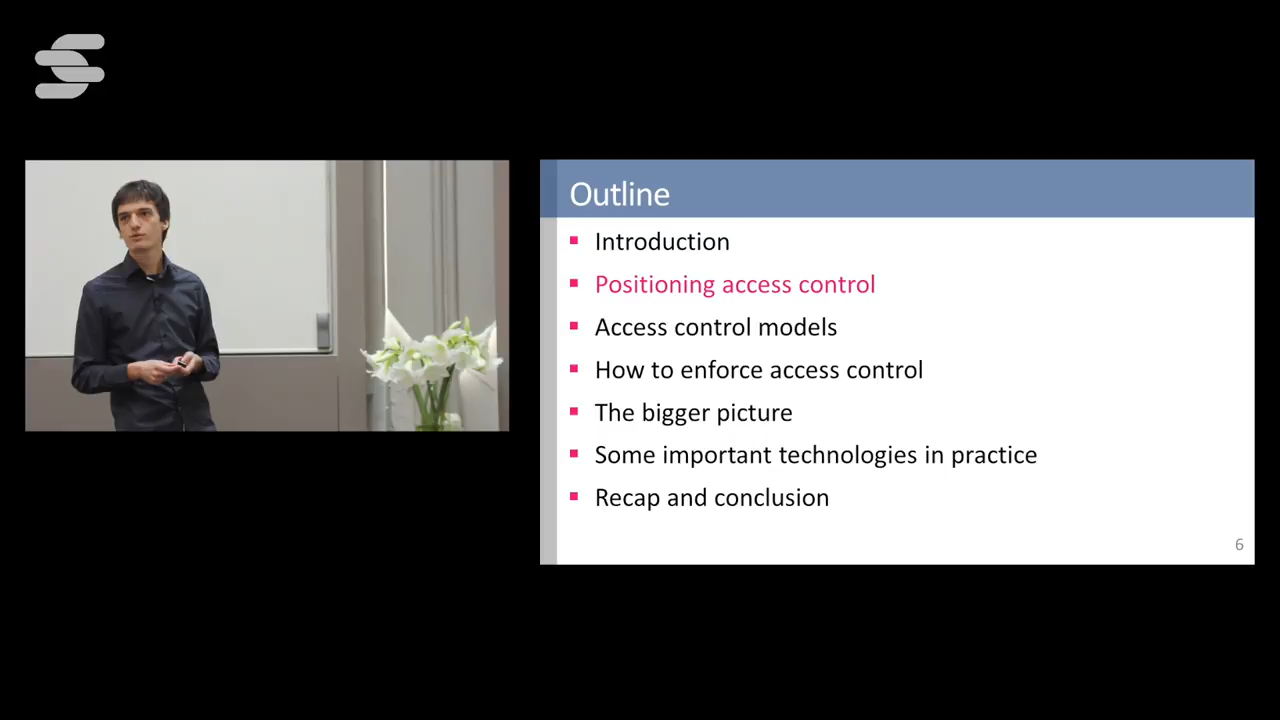 Outline
Introduction
Positioning access control
Access control models
How to enforce access control
The bigger picture
Some important technologies in practice
Recap and conclusion
6